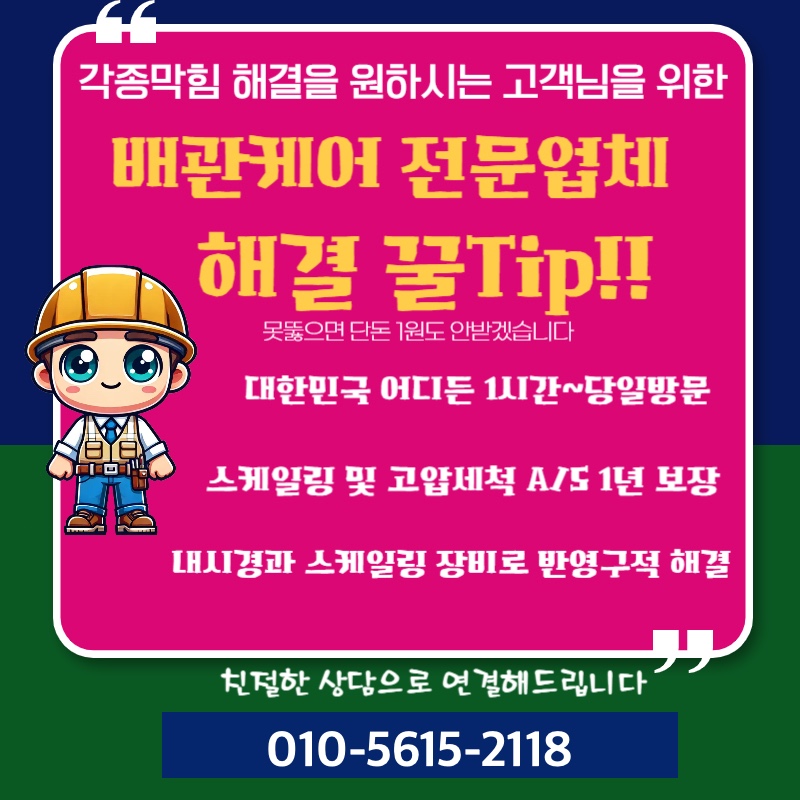 각종막힘 해결을 원하시는 고객님을 위한
배관케어 전문업체
해결 꿀Tip!!
못뚫으면 단돈 1원도 안받겠습니다
대한민국 어디든 1시간~당일방문
스케일링 및 고압세척 A/S 1년 보장
내시경과 스케일링 장비로 반영구적 해결
친절한 상담으로 연결해드립니다
010-5615-2118